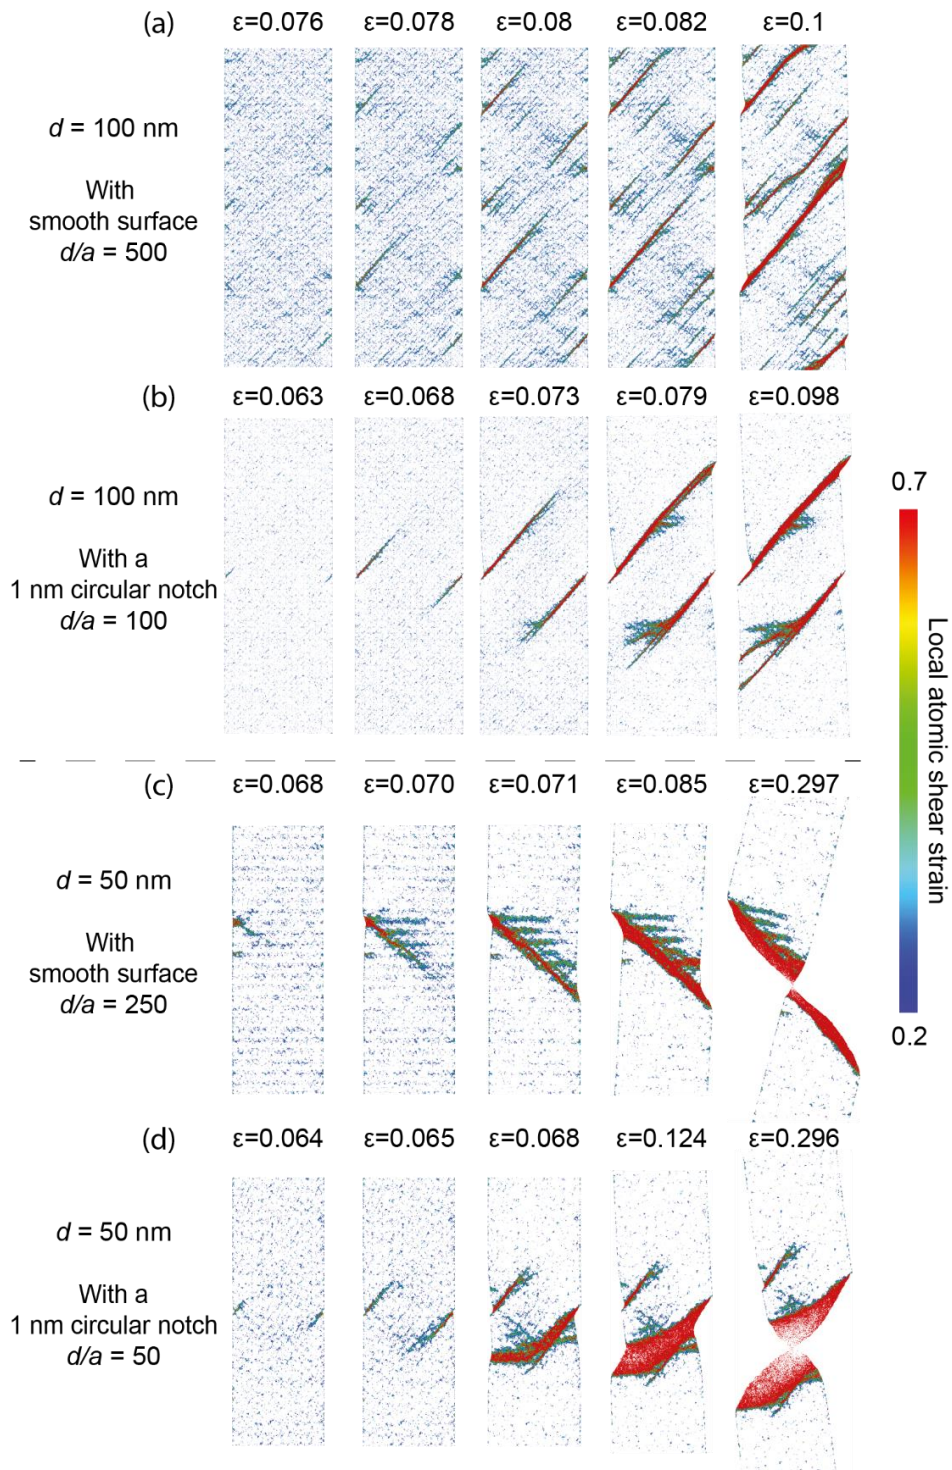 (a) ε=0.076 ε=0.078 ε=0.08 ε=0.082 ε=0.1
d = 100 nm
With
smooth surface
d/a = 500
(b) ε=0.063 ε=0.068 ε=0.073 ε=0.079 ε=0.098
d = 100 nm
With a
1 nm circular notch
d/a = 100
0.7
Local atomic shear strain
0.2
(c) ε=0.068 ε=0.070 ε=0.071 ε=0.085 ε=0.297
d = 50 nm
With
smooth surface
d/a = 250
(d) ε=0.064 ε=0.065 ε=0.068 ε=0.124 ε=0.296
d = 50 nm
With a
1 nm circular notch
d/a = 50